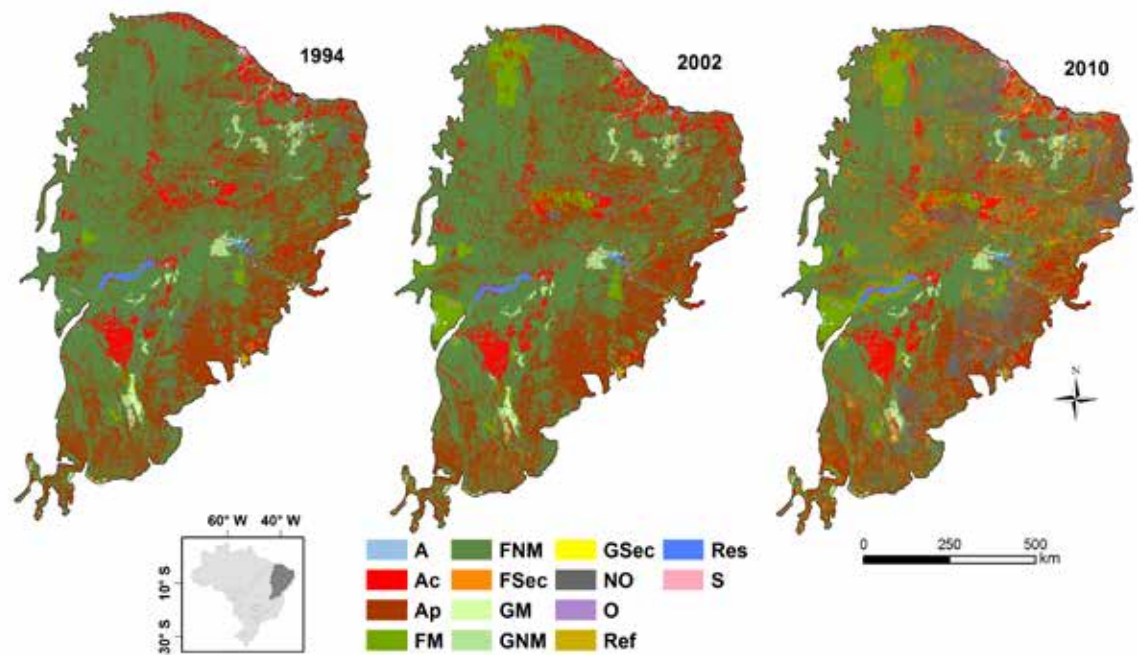 1994
2002
2010
N
60° W 40° W
10° S
30° S
A FNM GSec Res
Ac FSec NO S
Ap GM O
FM GNM Ref
0 250 500
km